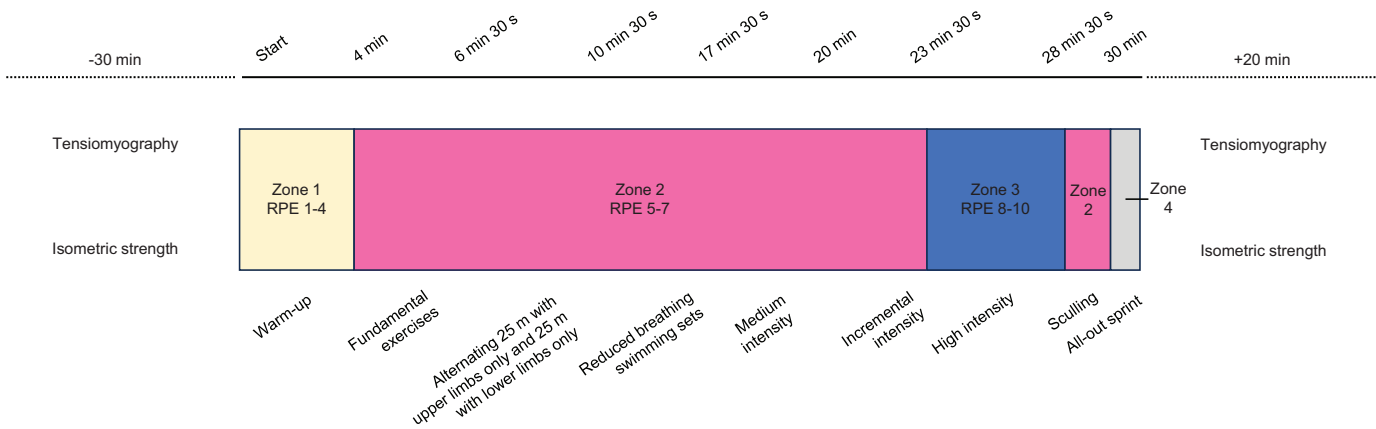 -30 min
Start
4 min
6 min 30 s
10 min 30 s
17 min 30 s
20 min
23 min 30 s
28 min 30 s
30 min
+20 min
Tensiomyography
Isometric strength
Zone 1
RPE 1-4
Zone 2
RPE 5-7
Zone 3
RPE 8-10
Zone
2
Zone
4
Tensiomyography
Isometric strength
Warm-up
Fundamental
exercises
Alternating 25 m with
upper limbs only and 25 m
with lower limbs only
Reduced breathing
swimming sets
Medium
intensity
Incremental
intensity
High intensity
Sculling
All-out sprint